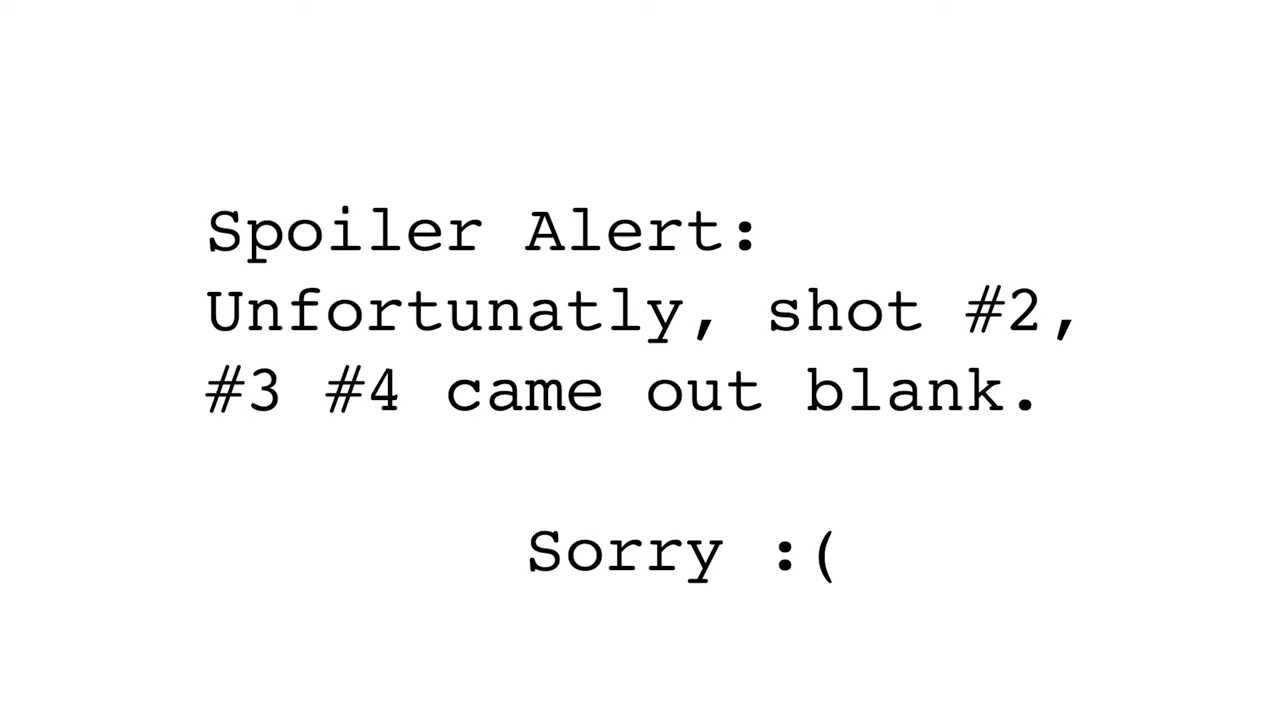 Spoiler Alert:
Unfortunatly, shot #2,
#3 #4 came out blank.
Sorry :(